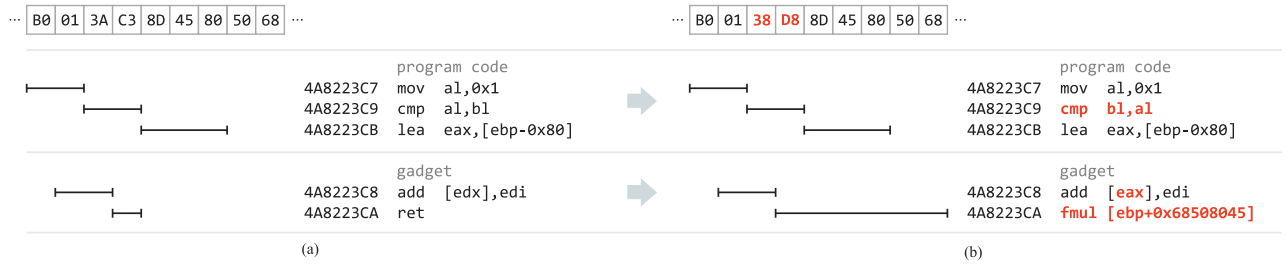 ... B0 01 3A C3 8D 45 80 50 68 ...
... B0 01 38 D8 8D 45 80 50 68 ...
program code
4A8223C7 mov al,0x1
4A8223C9 cmp al,bl
4A8223CB lea eax,[ebp-0x80]
program code
4A8223C7 mov al,0x1
4A8223C9 cmp bl,al
4A8223CB lea eax,[ebp-0x80]
gadget
4A8223C8 add [edx],edi
4A8223CA ret
gadget
4A8223C8 add [eax],edi
4A8223CA fmul [ebp+0x68508045]
(a)
(b)